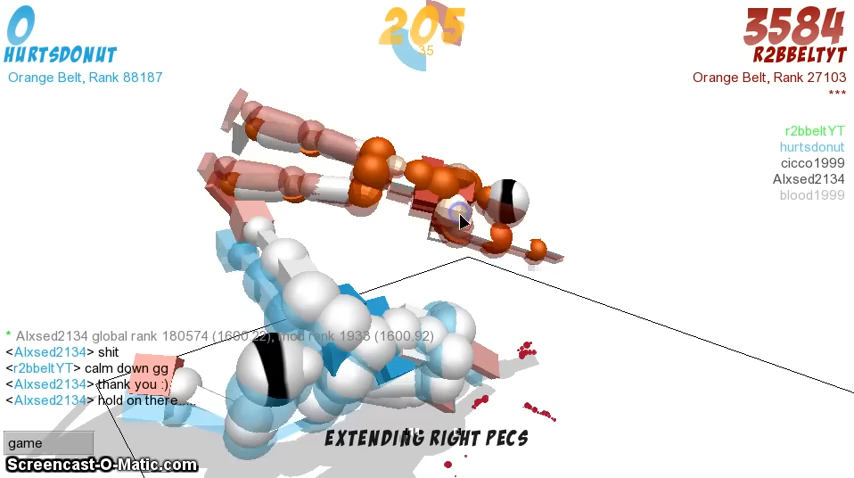 0
HURTSDONUT
Orange Belt, Rank 88187
205
35
3584
R2BBELTYT
Orange Belt, Rank 27103
***
r2bbeltYT
hurtsdonut
cicco1999
Alxsed2134
blood1999
* Alxsed2134 global rank 180574 (1600.22), mod rank 1933 (1600.92)
<Alxsed2134> shit
<r2bbeltYT> calm down gg
<Alxsed2134> thank you :)
<Alxsed2134> hold on there.....
EXTENDING RIGHT PECS
game
Screencast-O-Matic.com